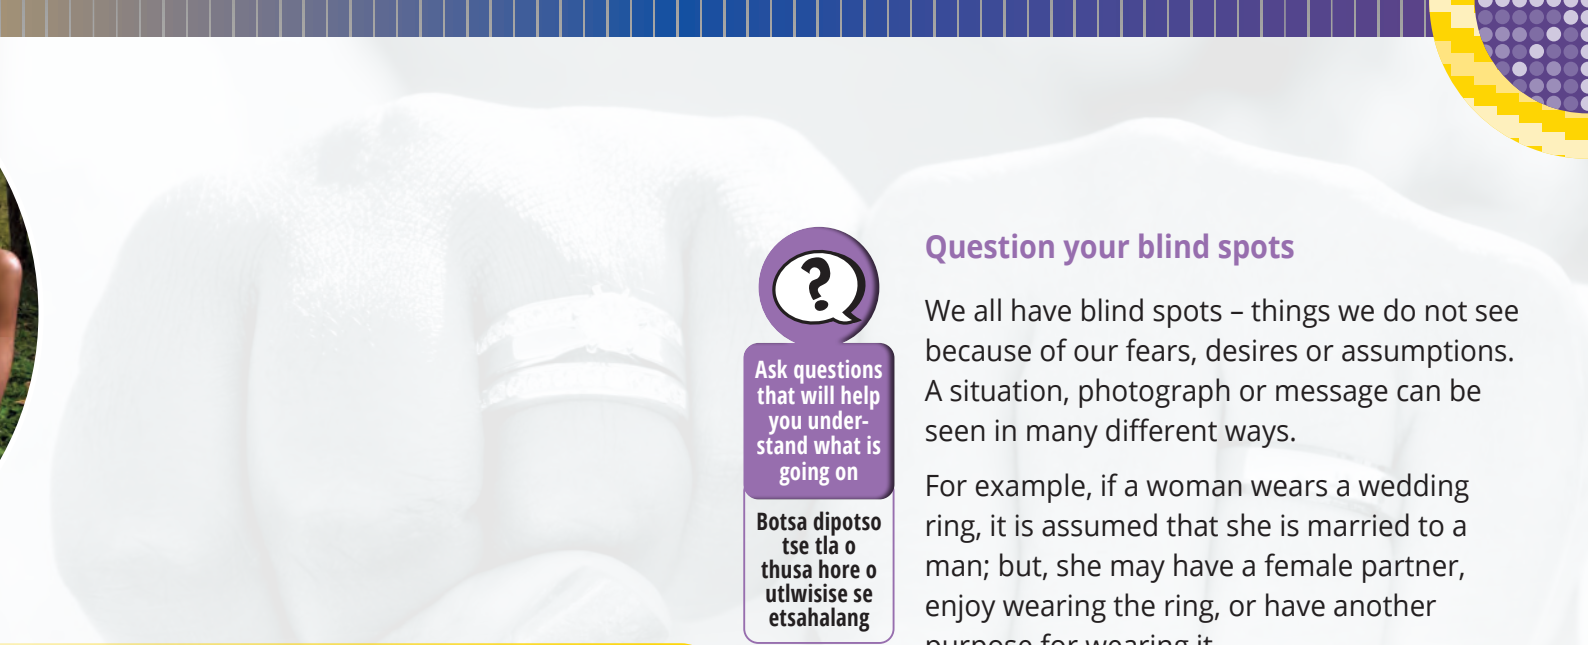 ?
Ask questions
that will help
you under-
stand what is
going on
Botsa dipotso
tse tla o
thusa hore o
utlwisise se
etsahalang
Question your blind spots
We all have blind spots – things we do not see
because of our fears, desires or assumptions.
A situation, photograph or message can be
seen in many different ways.
For example, if a woman wears a wedding
ring, it is assumed that she is married to a
man; but, she may have a female partner,
enjoy wearing the ring, or have another
purpose for wearing it.